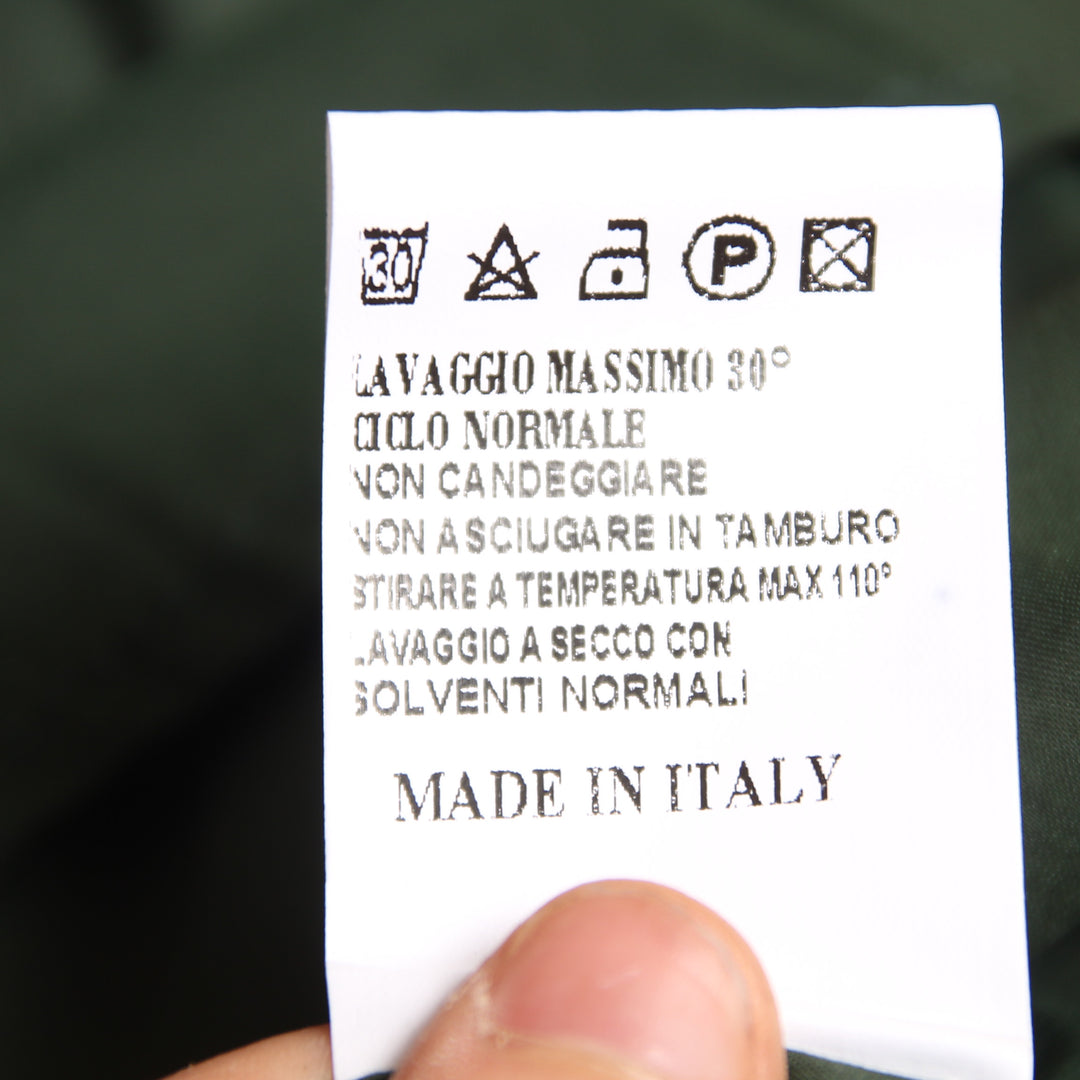 30 P
LAVAGGIO MASSIMO 30°
CICLO NORMALE
NON CANDEGGIARE
NON ASCIUGARE IN TAMBURO
STIRARE A TEMPERATURA MAX 110°
LAVAGGIO A SECCO CON
SOLVENTI NORMALI
MADE IN ITALY